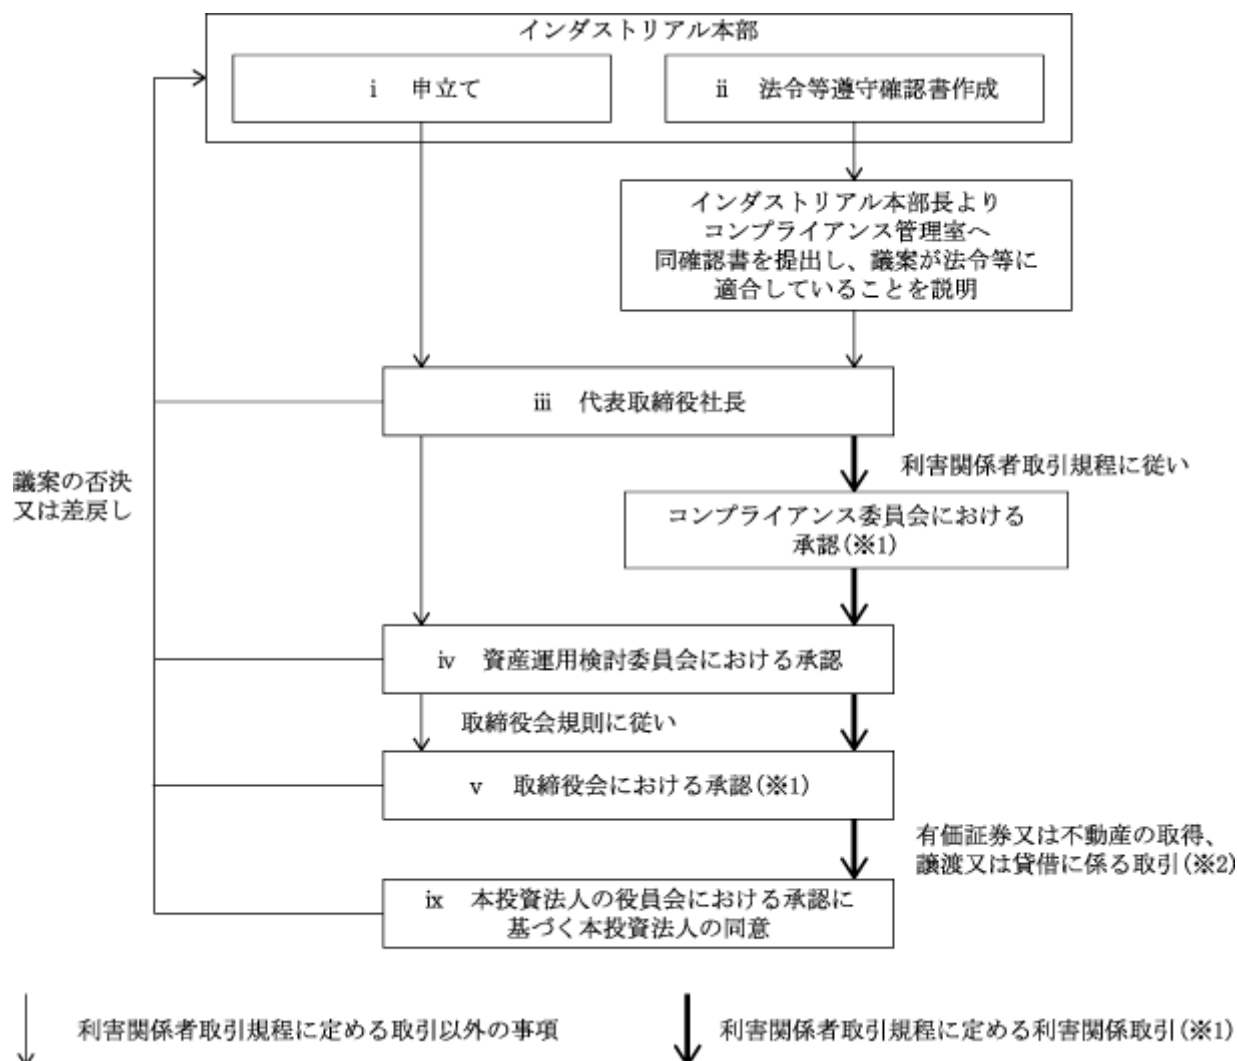 インダストリアル本部
ⅰ 申立て
ⅱ 法令等遵守確認書作成
インダストリアル本部長より
コンプライアンス管理室へ
同確認書を提出し、議案が法令等に
適合していることを説明
ⅲ 代表取締役社長
議案の否決
又は差戻し
利害関係者取引規程に従い
コンプライアンス委員会における
承認(※1)
ⅳ 資産運用検討委員会における承認
取締役会規則に従い
ⅴ 取締役会における承認(※1)
有価証券又は不動産の取得、
譲渡又は貸借に係る取引(※2)
ⅸ 本投資法人の役員会における承認に
基づく本投資法人の同意
利害関係者取引規程に定める取引以外の事項
利害関係者取引規程に定める利害関係取引(※1)